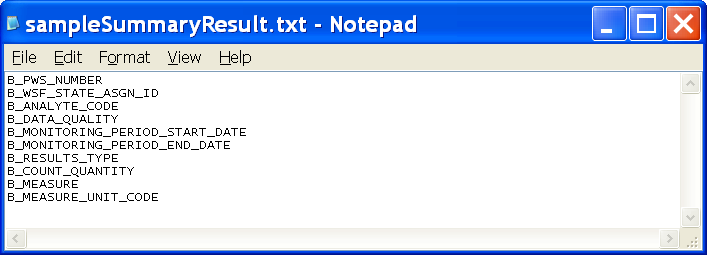 sampleSummaryResult.txt - Notepad
File Edit Format View Help
B_PWS_NUMBER
B_WSF_STATE_ASGN_ID
B_ANALYTE_CODE
B_DATA_QUALITY
B_MONITORING_PERIOD_START_DATE
B_MONITORING_PERIOD_END_DATE
B_RESULTS_TYPE
B_COUNT_QUANTITY
B_MEASURE
B_MEASURE_UNIT_CODE